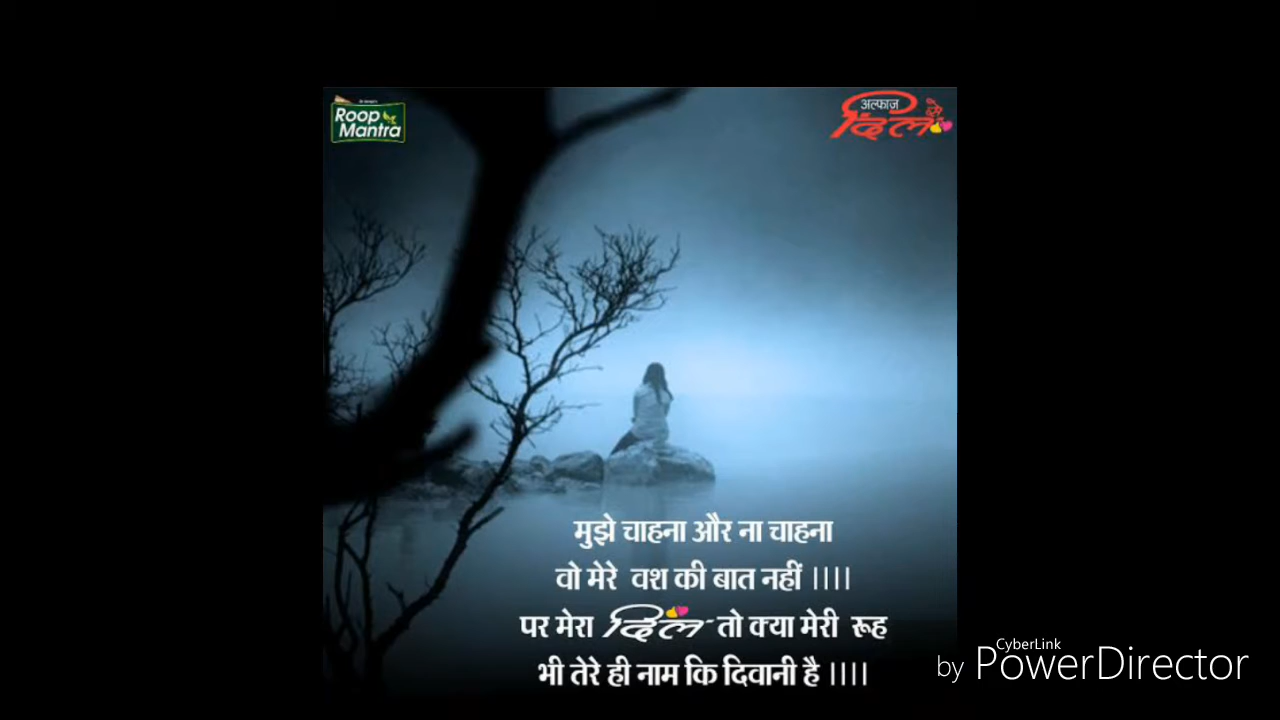 Roop
Mantra
अल्फाज़
दिल से
मुझे चाहना और ना चाहना
वो मेरे वश की बात नहीं ।।।।
पर मेरा दिल तो क्या मेरी रूह
भी तेरे ही नाम कि दिवानी है ।।।।
CyberLink
by PowerDirector